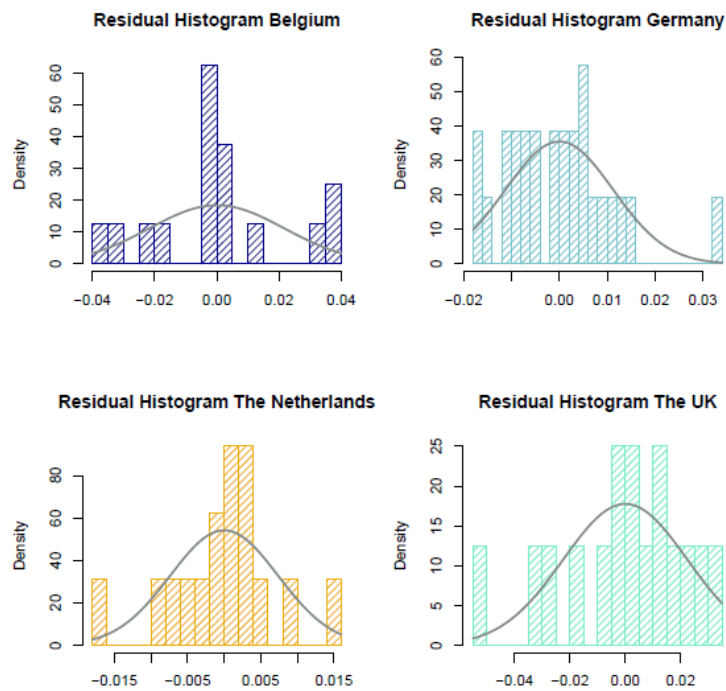 Residual Histogram Belgium
Density
0 10 20 30 40 50 60
−0.04 −0.02 0.00 0.02 0.04
Residual Histogram Germany
Density
0 10 20 30 40 50 60
−0.02 0.00 0.01 0.02 0.03
Residual Histogram The Netherlands
Density
0 20 40 60 80
−0.015 −0.005 0.005 0.015
Residual Histogram The UK
Density
0 5 10 15 20 25
−0.04 −0.02 0.00 0.02